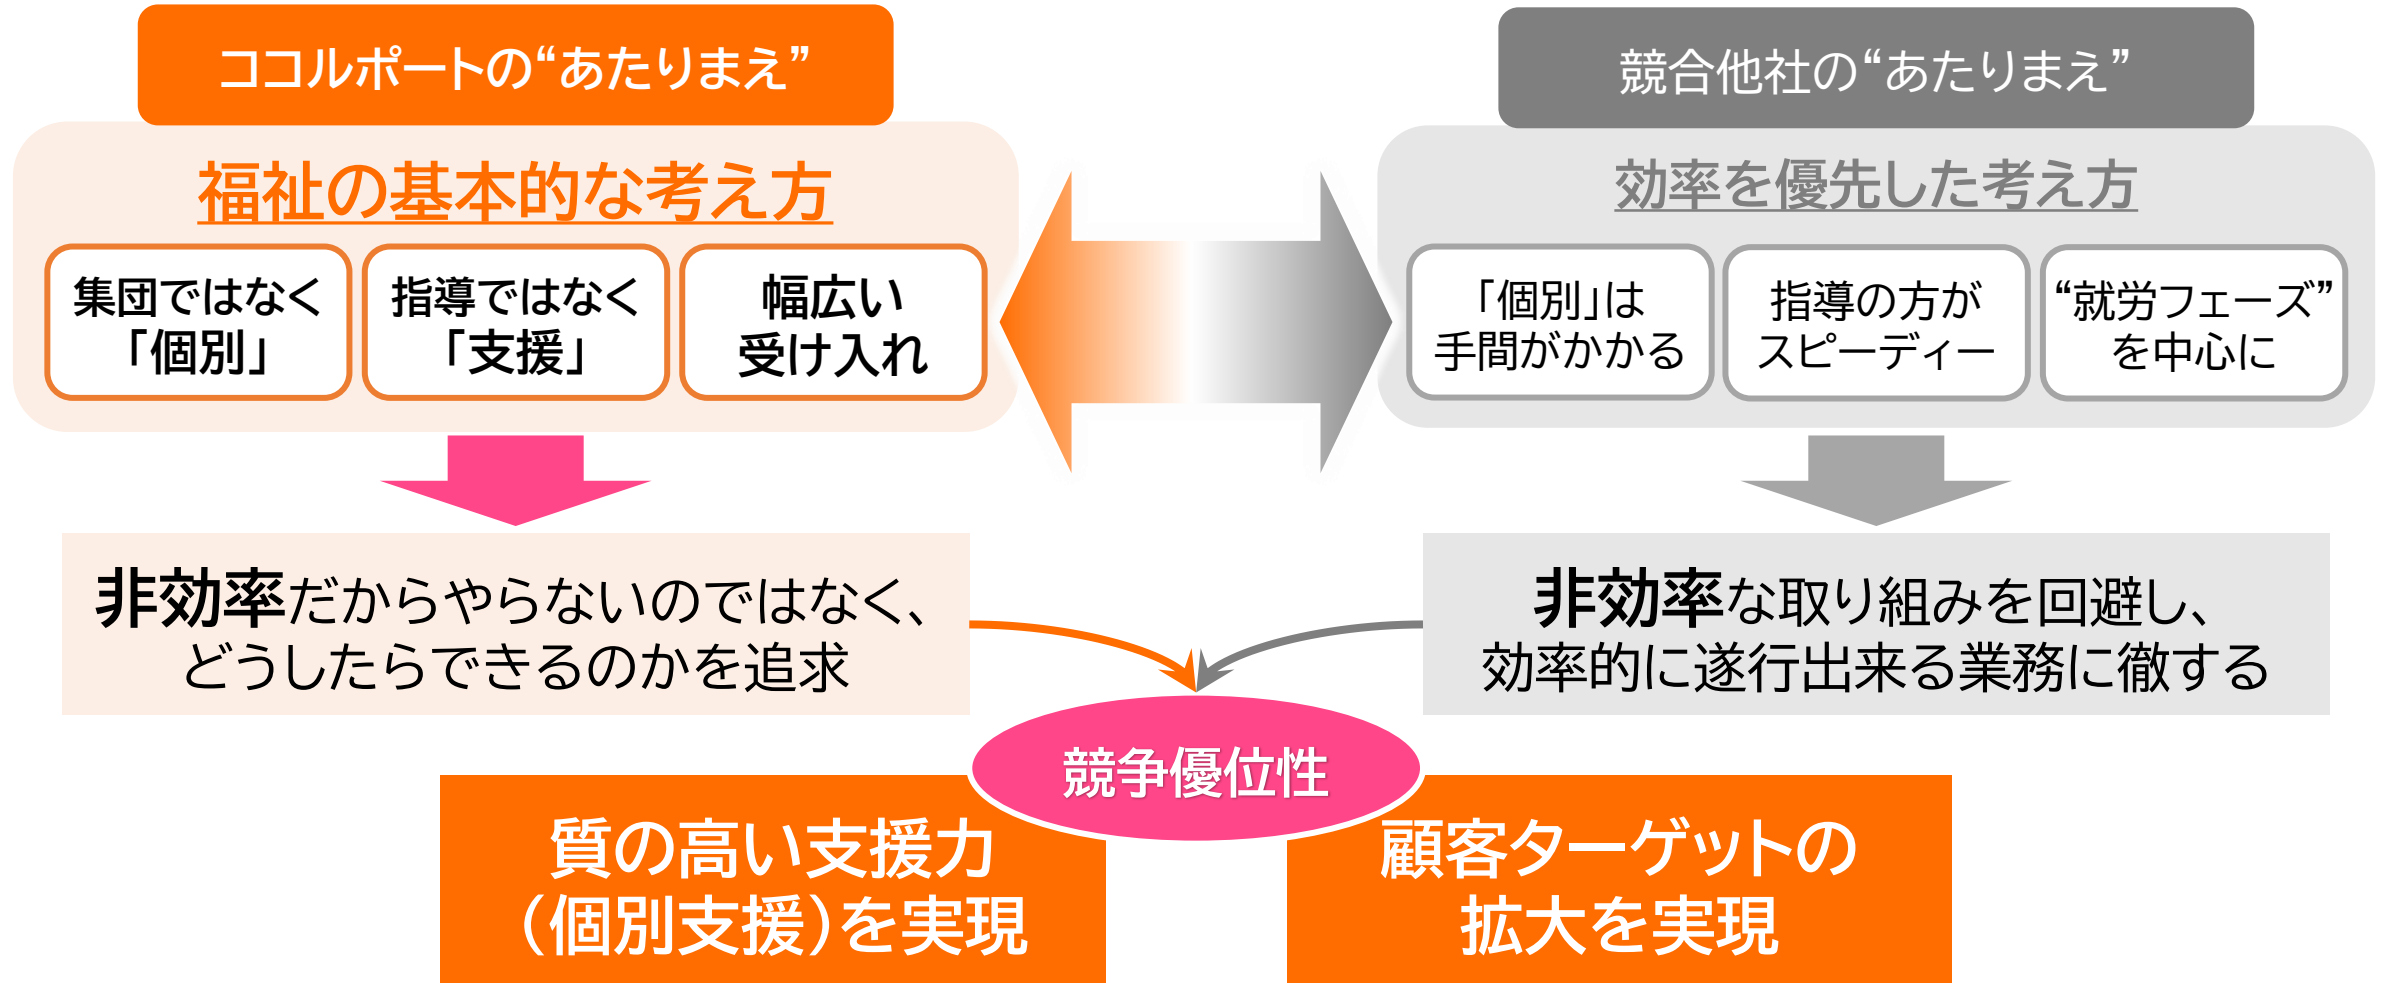 ココルポートの“あたりまえ”
福祉の基本的な考え方
集団ではなく
「個別」
指導ではなく
「支援」
幅広い
受け入れ
競合他社の“あたりまえ”
効率を優先した考え方
「個別」は
手間がかかる
指導の方が
スピーディー
“就労フェーズ”
を中心に
非効率だからやらないのではなく、
どうしたらできるのかを追求
非効率な取り組みを回避し、
効率的に遂行出来る業務に徹する
競争優位性
質の高い支援力
（個別支援）を実現
顧客ターゲットの
拡大を実現